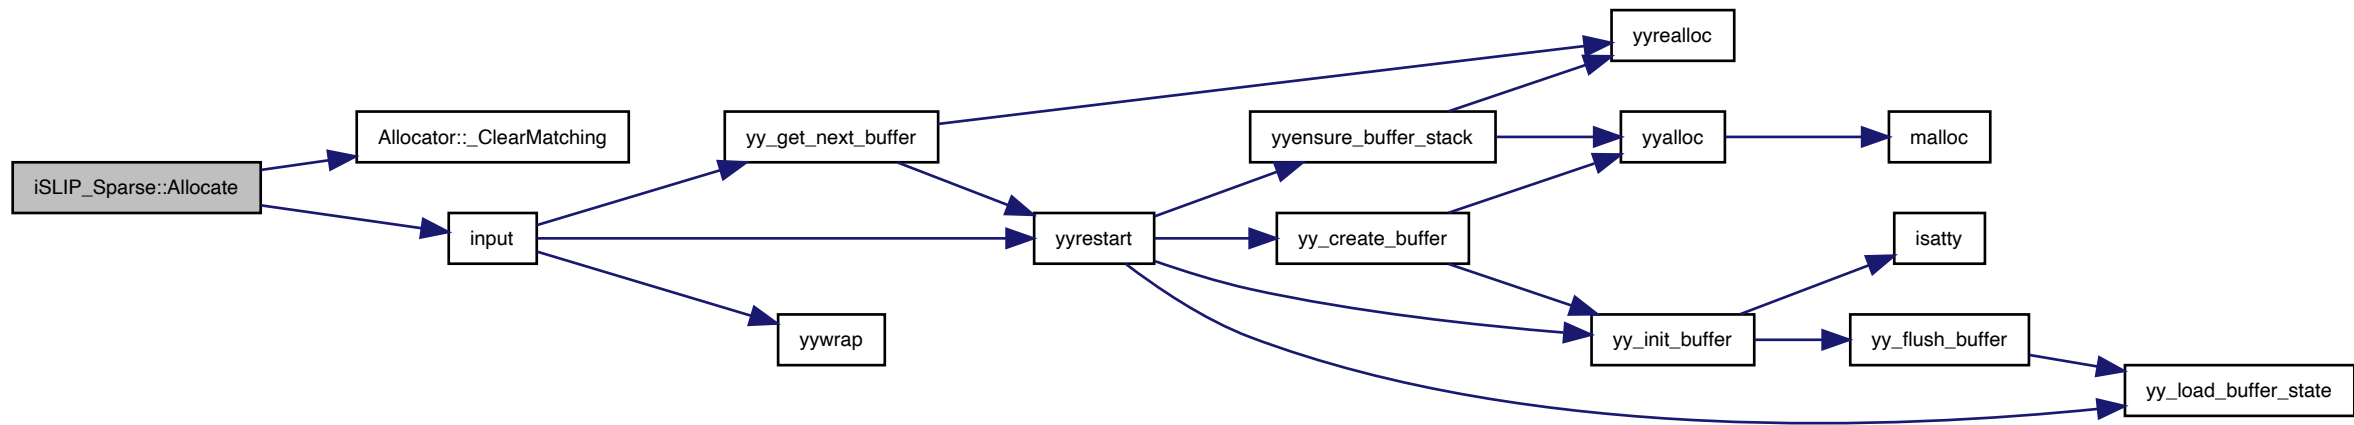 iSLIP_Sparse::Allocate
Allocator::_ClearMatching
input
yy_get_next_buffer
yywrap
yyrestart
yyrealloc
yyensure_buffer_stack
yy_create_buffer
yyalloc
yy_init_buffer
malloc
isatty
yy_flush_buffer
yy_load_buffer_state